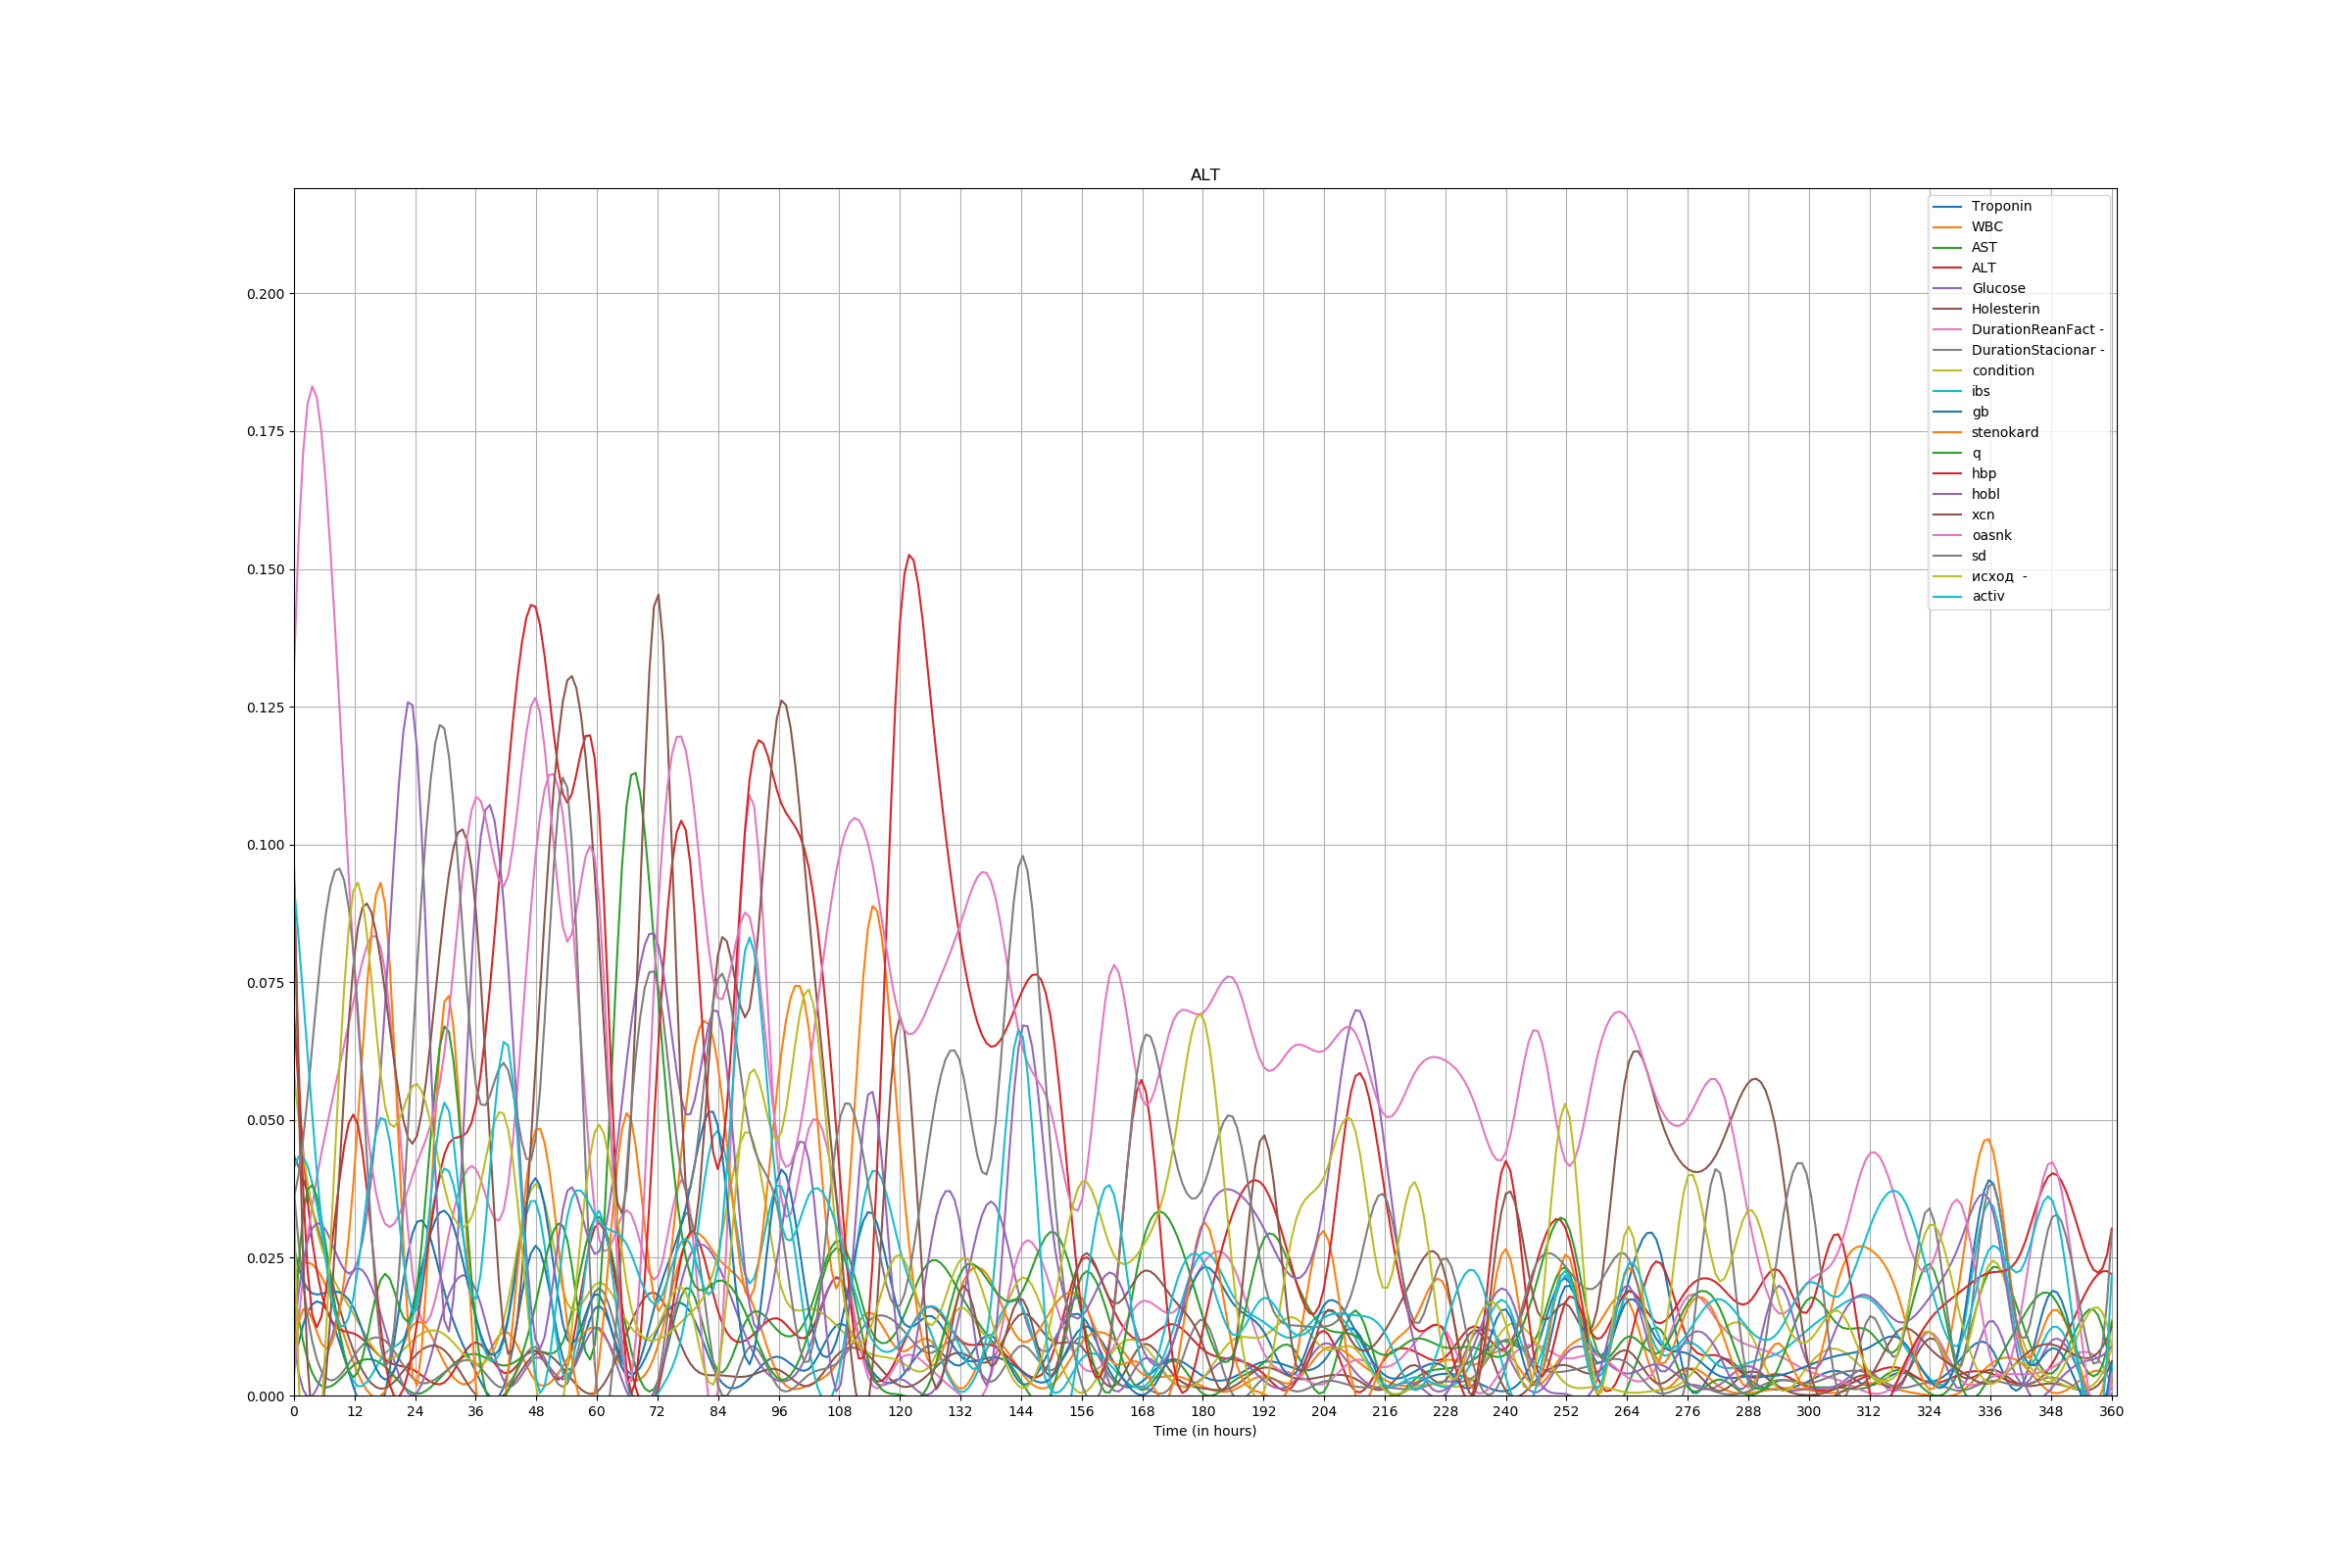 ALT
0.200
0.175
0.150
0.125
0.100
0.075
0.050
0.025
0.000
Troponin
WBC
AST
ALT
Glucose
Holesterin
DurationReanFact -
DurationStacionar -
condition
ibs
gb
stenokard
q
hbp
hobl
xcn
oasnk
sd
исход -
activ
0 12 24 36 48 60 72 84 96 108 120 132 144 156 168 180 192 204 216 228 240 252 264 276 288 300 312 324 336 348 360
Time (in hours)